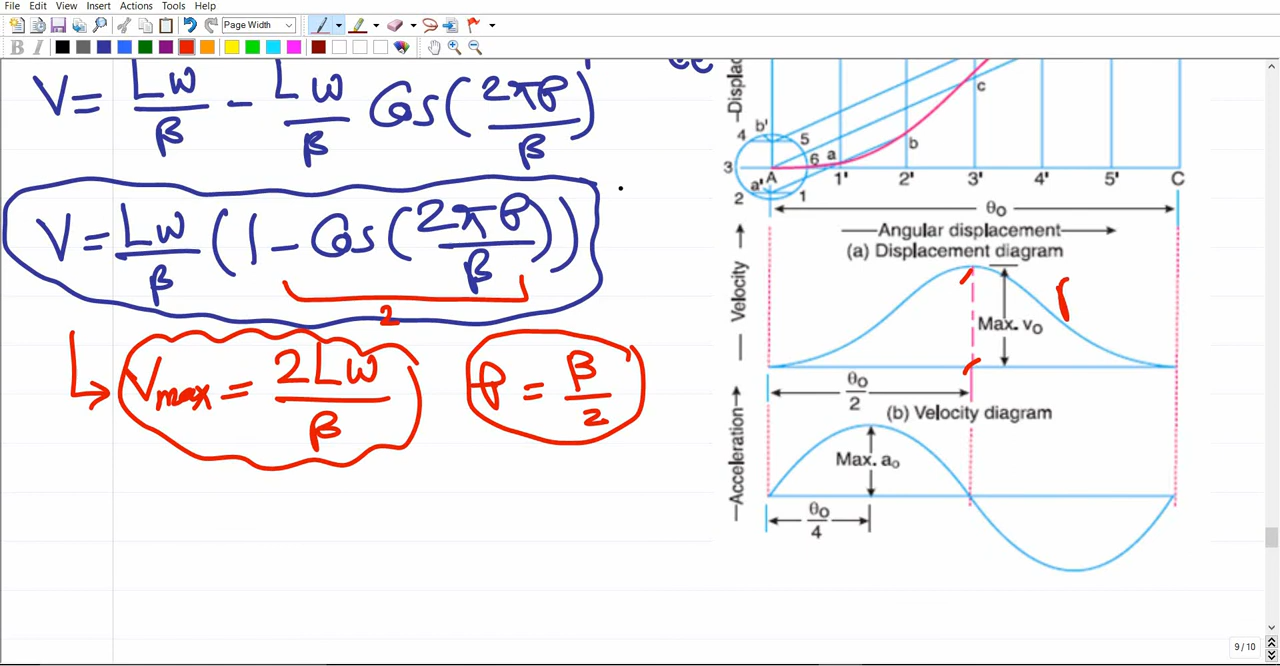 File Edit View Insert Actions Tools Help
Page Width
B I
V = Lω/β − Lω/β Cos(2πθ/β)
V = Lω/β (1 − Cos(2πθ/β))
2
Vmax = 2Lω/β
θ = β/2
—Displac
4 b' 5
3 6 a b c
2 a' A 1 1' 2' 3' 4' 5' C
θo
—Angular displacement—
(a) Displacement diagram
— Velocity
Max. vo
θo/2
(b) Velocity diagram
—Acceleration—
Max. ao
θo/4
9 / 10